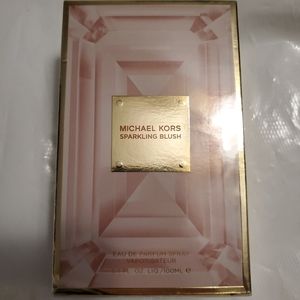 MICHAEL KORS
SPARKLING BLUSH
EAU DE PARFUM SPRAY
VAPORISATEUR
FL. OZ. LIQ/100ML ℮